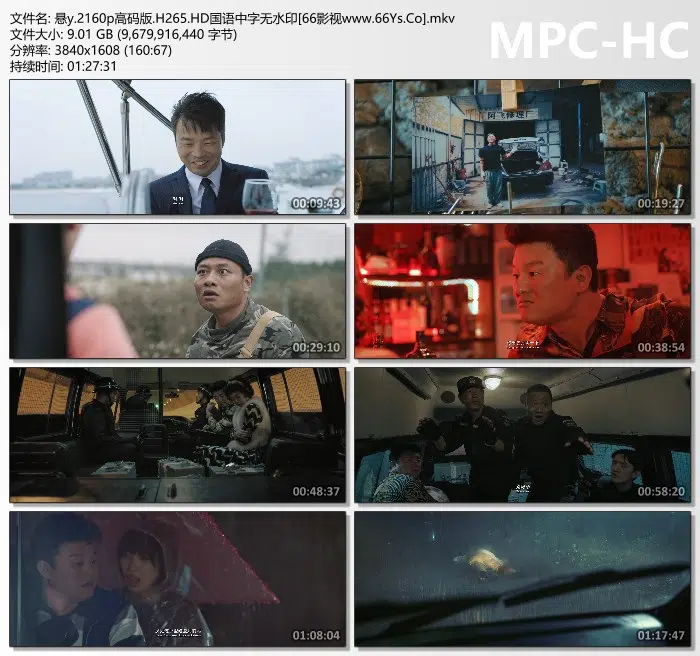 文件名: 悬y.2160p高码版.H265.HD国语中字无水印[66影视www.66Ys.Co].mkv
文件大小: 9.01 GB (9,679,916,440 字节)
分辨率: 3840x1608 (160:67)
持续时间: 01:27:31
MPC-HC
00:09:43
阿飞修理厂
00:19:27
00:29:10
00:38:54
00:48:37
00:58:20
01:08:04
01:17:47